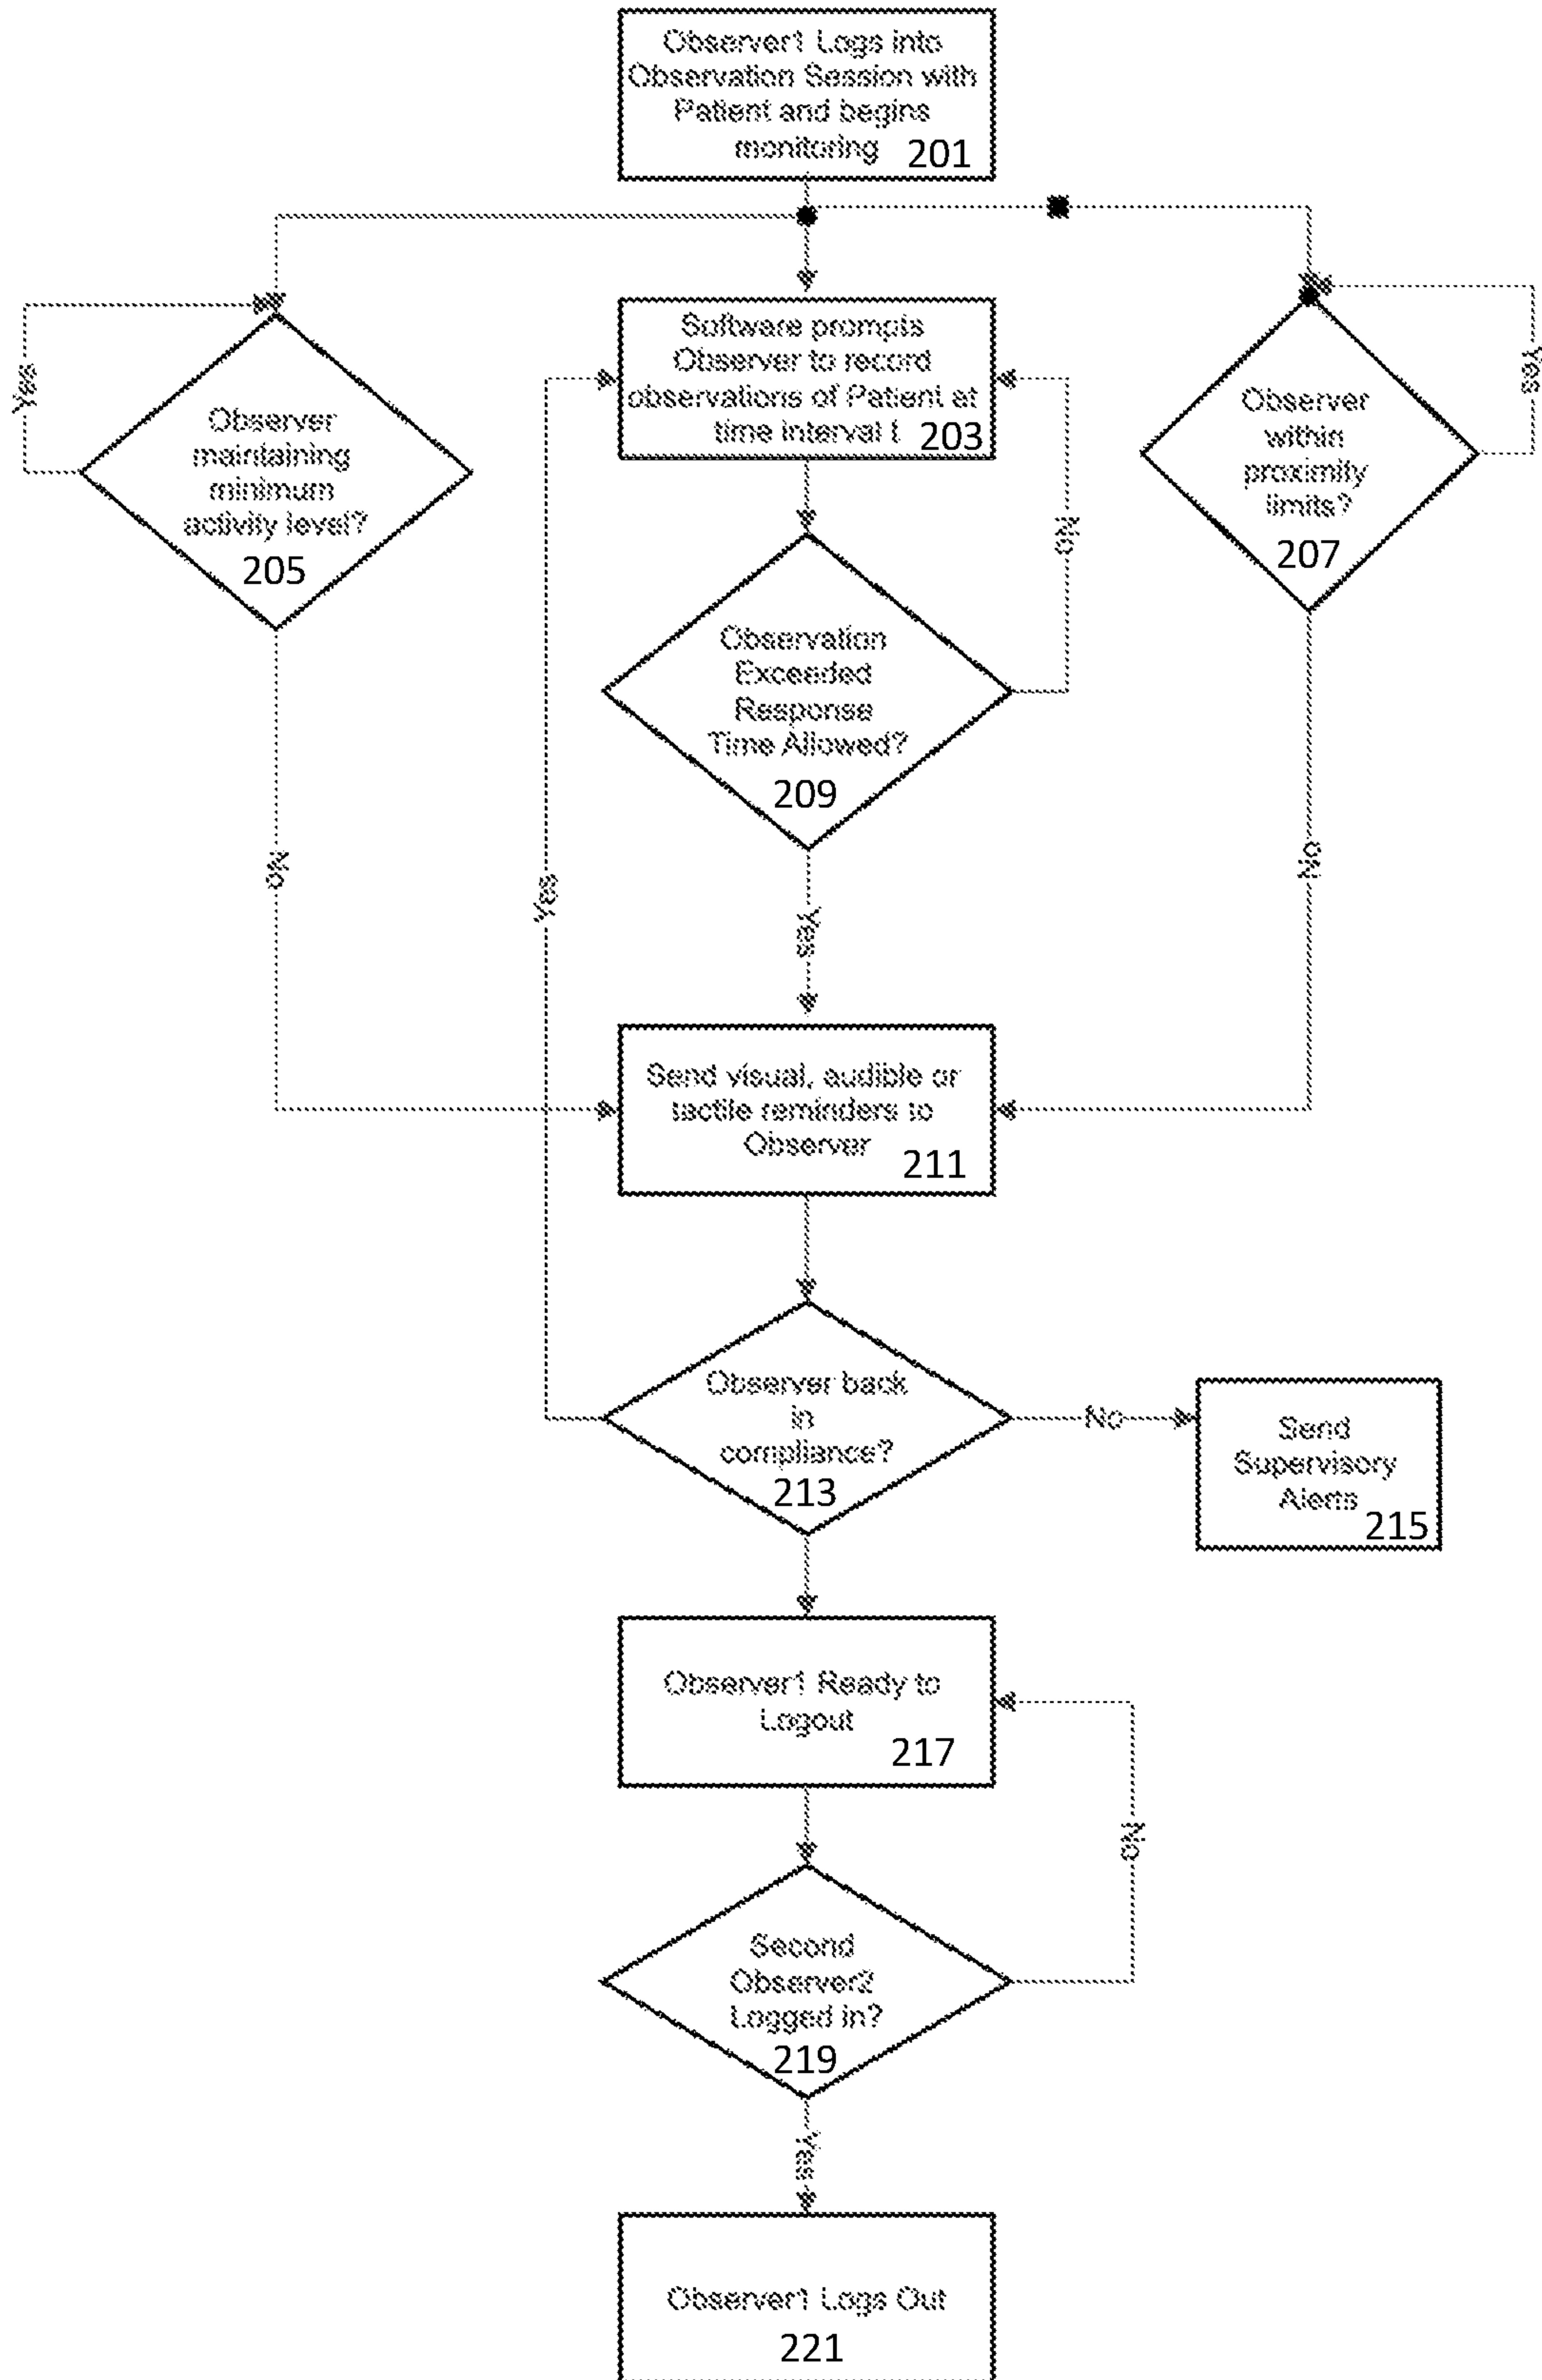 Observer1 Logs into
Observation Session with
Patient and begins
monitoring 201
Yes
Observer
maintaining
minimum
activity level?
205
No
Software prompts
Observer to record
observations of Patient at
time interval t 203
No
Observer
within
proximity
limits?
207
Yes
No
Observation
Exceeded
Response
Time Allowed?
209
Yes
Yes
Send visual, audible or
tactile reminders to
Observer
211
Observer back
in
compliance?
213
No
Send
Supervisory
Alerts
215
Observer1 Ready to
Logout
217
No
Second
Observer2
Logged in?
219
Yes
Observer1 Logs Out
221